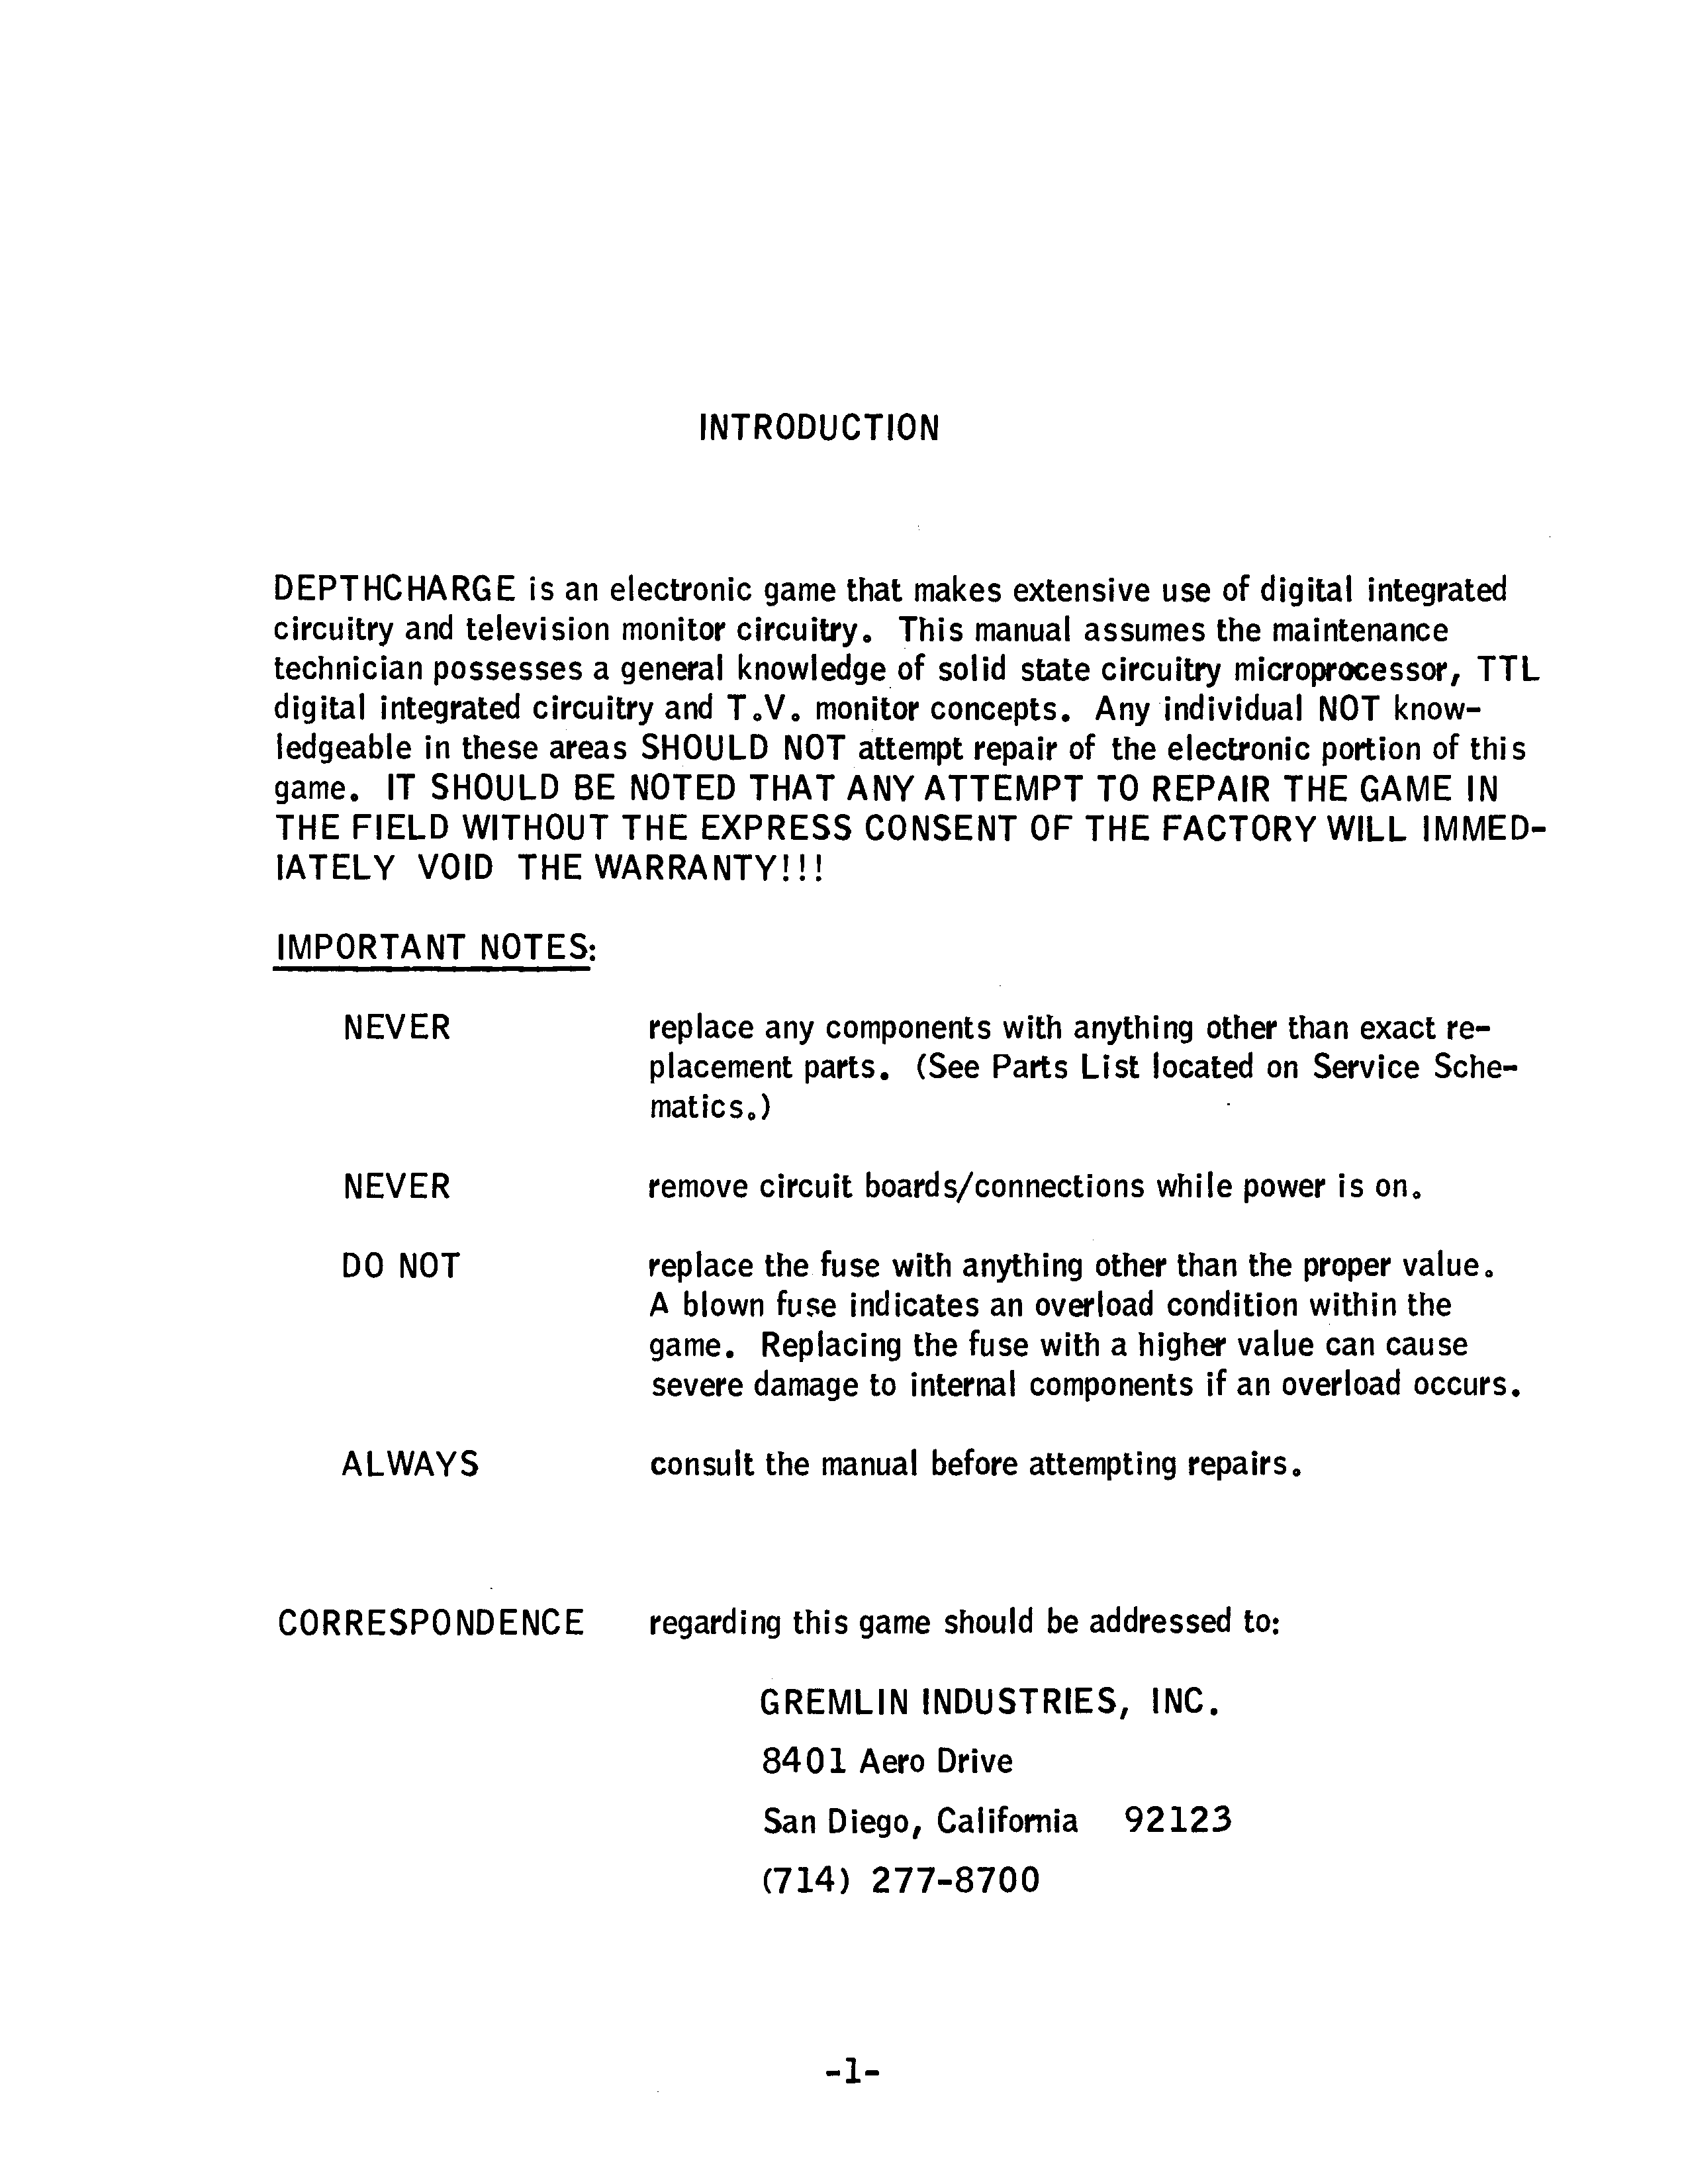 INTRODUCTION
DEPTHCHARGE is an electronic game that makes extensive use of digital integrated
circuitry and television monitor circuitry. This manual assumes the maintenance
technician possesses a general knowledge of solid state circuitry microprocessor, TTL
digital integrated circuitry and T.V. monitor concepts. Any individual NOT know-
ledgeable in these areas SHOULD NOT attempt repair of the electronic portion of this
game. IT SHOULD BE NOTED THAT ANY ATTEMPT TO REPAIR THE GAME IN
THE FIELD WITHOUT THE EXPRESS CONSENT OF THE FACTORY WILL IMMED-
IATELY VOID THE WARRANTY!!!
IMPORTANT NOTES:
NEVER replace any components with anything other than exact re-
placement parts. (See Parts List located on Service Sche-
matics.)
NEVER remove circuit boards/connections while power is on.
DO NOT replace the fuse with anything other than the proper value.
A blown fuse indicates an overload condition within the
game. Replacing the fuse with a higher value can cause
severe damage to internal components if an overload occurs.
ALWAYS consult the manual before attempting repairs.
CORRESPONDENCE regarding this game should be addressed to:
GREMLIN INDUSTRIES, INC.
8401 Aero Drive
San Diego, California 92123
(714) 277-8700
-1-